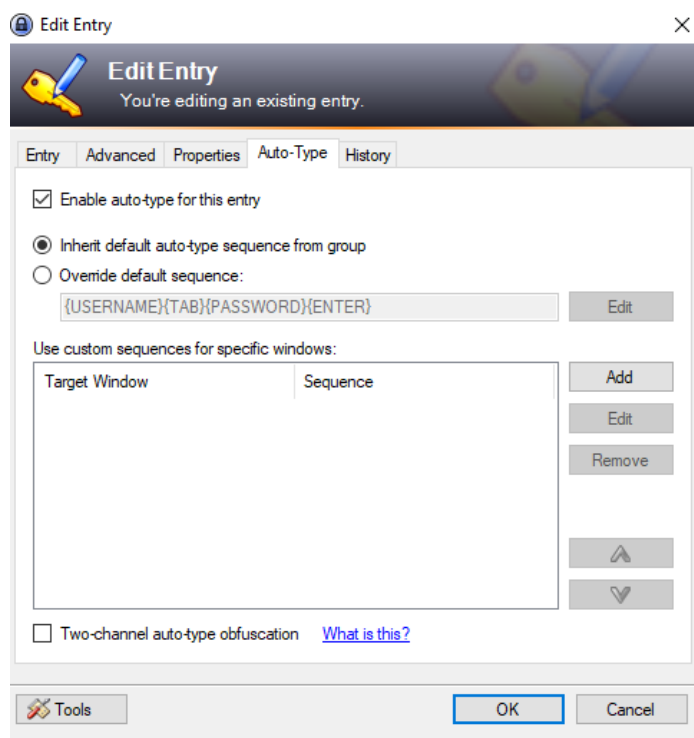 Edit Entry
Edit Entry
You're editing an existing entry.
Entry Advanced Properties Auto-Type History
Enable auto-type for this entry
Inherit default auto-type sequence from group
Override default sequence:
{USERNAME}{TAB}{PASSWORD}{ENTER} Edit
Use custom sequences for specific windows:
Target Window Sequence Add
Edit
Remove
Two-channel auto-type obfuscation What is this?
Tools OK Cancel